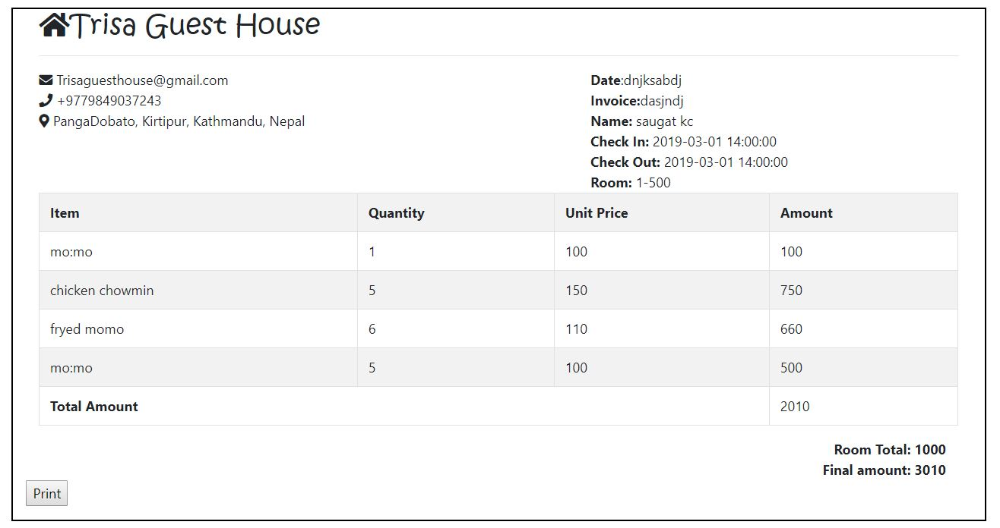 Trisa Guest House
Trisaguesthouse@gmail.com
+9779849037243
PangaDobato, Kirtipur, Kathmandu, Nepal
Date:dnjksabdj
Invoice:dasjndj
Name: saugat kc
Check In: 2019-03-01 14:00:00
Check Out: 2019-03-01 14:00:00
Room: 1-500
Item Quantity Unit Price Amount
mo:mo 1 100 100
chicken chowmin 5 150 750
fryed momo 6 110 660
mo:mo 5 100 500
Total Amount 2010
Room Total: 1000
Final amount: 3010
Print